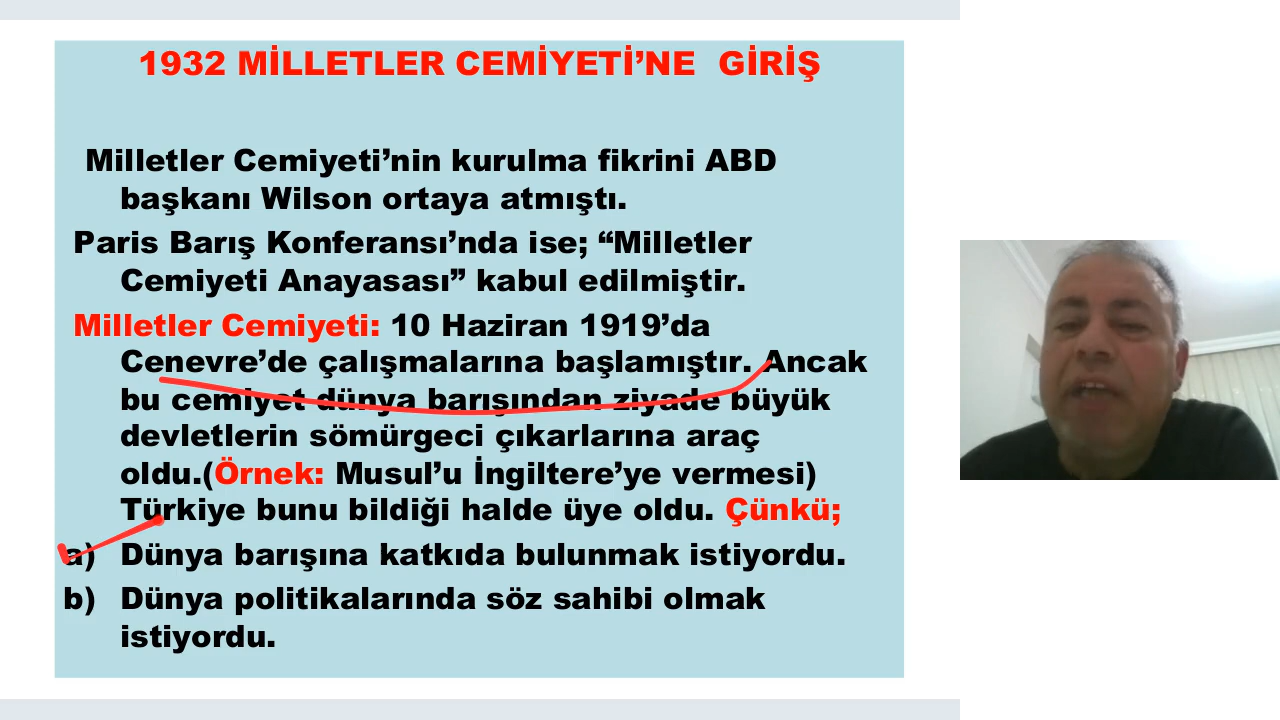 1932 MİLLETLER CEMİYETİ’NE GİRİŞ
Milletler Cemiyeti’nin kurulma fikrini ABD
başkanı Wilson ortaya atmıştı.
Paris Barış Konferansı’nda ise; “Milletler
Cemiyeti Anayasası” kabul edilmiştir.
Milletler Cemiyeti: 10 Haziran 1919’da
Cenevre’de çalışmalarına başlamıştır. Ancak
bu cemiyet dünya barışından ziyade büyük
devletlerin sömürgeci çıkarlarına araç
oldu.(Örnek: Musul’u İngiltere’ye vermesi)
Türkiye bunu bildiği halde üye oldu. Çünkü;
a) Dünya barışına katkıda bulunmak istiyordu.
b) Dünya politikalarında söz sahibi olmak
istiyordu.